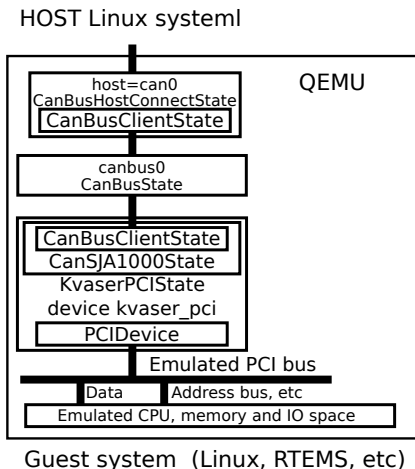 HOST Linux systeml
QEMU
host=can0
CanBusHostConnectState
CanBusClientState
canbus0
CanBusState
CanBusClientState
CanSJA1000State
KvaserPCIState
device kvaser_pci
PCIDevice
Emulated PCI bus
Data Address bus, etc
Emulated CPU, memory and IO space
Guest system (Linux, RTEMS, etc)